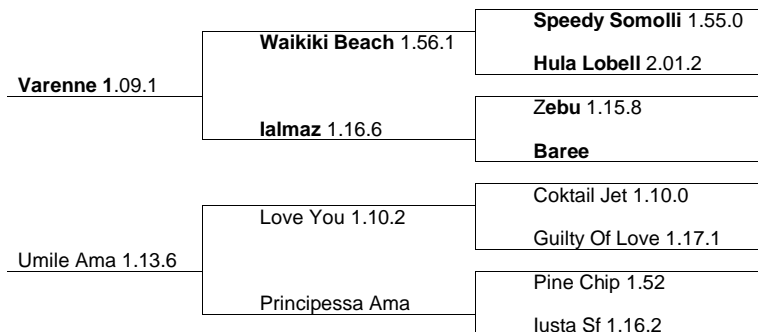 Speedy Somolli 1.55.0
Waikiki Beach 1.56.1
Hula Lobell 2.01.2
Varenne 1.09.1
Zebu 1.15.8
Ialmaz 1.16.6
Baree
Coktail Jet 1.10.0
Love You 1.10.2
Guilty Of Love 1.17.1
Umile Ama 1.13.6
Pine Chip 1.52
Principessa Ama
Iusta Sf 1.16.2